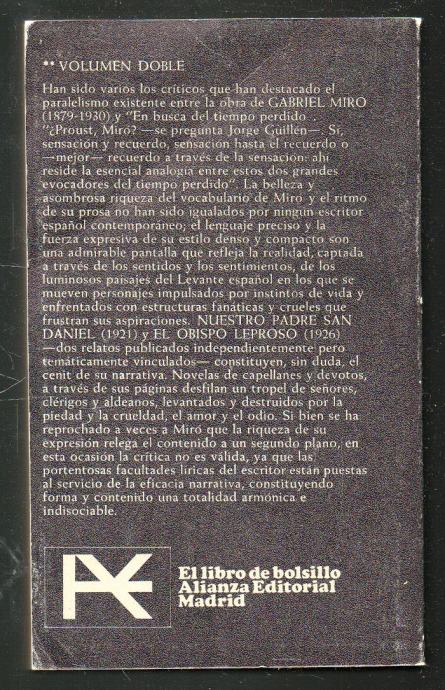 ** VOLUMEN DOBLE
Han sido varios los críticos que han destacado el
paralelismo existente entre la obra de GABRIEL MIRÓ
(1879-1930) y "En busca del tiempo perdido".
"¿Proust, Miró? —se pregunta Jorge Guillén—. Sí,
sensación y recuerdo, sensación hasta el recuerdo o
—mejor— recuerdo a través de la sensación: ahí
reside la esencial analogía entre estos dos grandes
evocadores del tiempo perdido". La belleza y
asombrosa riqueza del vocabulario de Miró y el ritmo
de su prosa no han sido igualados por ningún escritor
español contemporáneo; el lenguaje preciso y la
fuerza expresiva de su estilo denso y compacto son
una admirable pantalla que refleja la realidad, captada
a través de los sentidos y los sentimientos, de los
luminosos paisajes del Levante español en los que se
mueven personajes impulsados por instintos de vida y
enfrentados con estructuras fanáticas y crueles que
frustran sus aspiraciones. NUESTRO PADRE SAN
DANIEL (1921) y EL OBISPO LEPROSO (1926)
—dos relatos publicados independientemente pero
temáticamente vinculados— constituyen, sin duda, el
cenit de su narrativa. Novelas de capellanes y devotos,
a través de sus páginas desfilan un tropel de señores,
clérigos y aldeanos, levantados y destruidos por la
piedad y la crueldad, el amor y el odio. Si bien se ha
reprochado a veces a Miró que la riqueza de su
expresión relega el contenido a un segundo plano, en
esta ocasión la crítica no es válida, ya que las
portentosas facultades líricas del escritor están puestas
al servicio de la eficacia narrativa, constituyendo
forma y contenido una totalidad armónica e
indisociable.
El libro de bolsillo
Alianza Editorial
Madrid